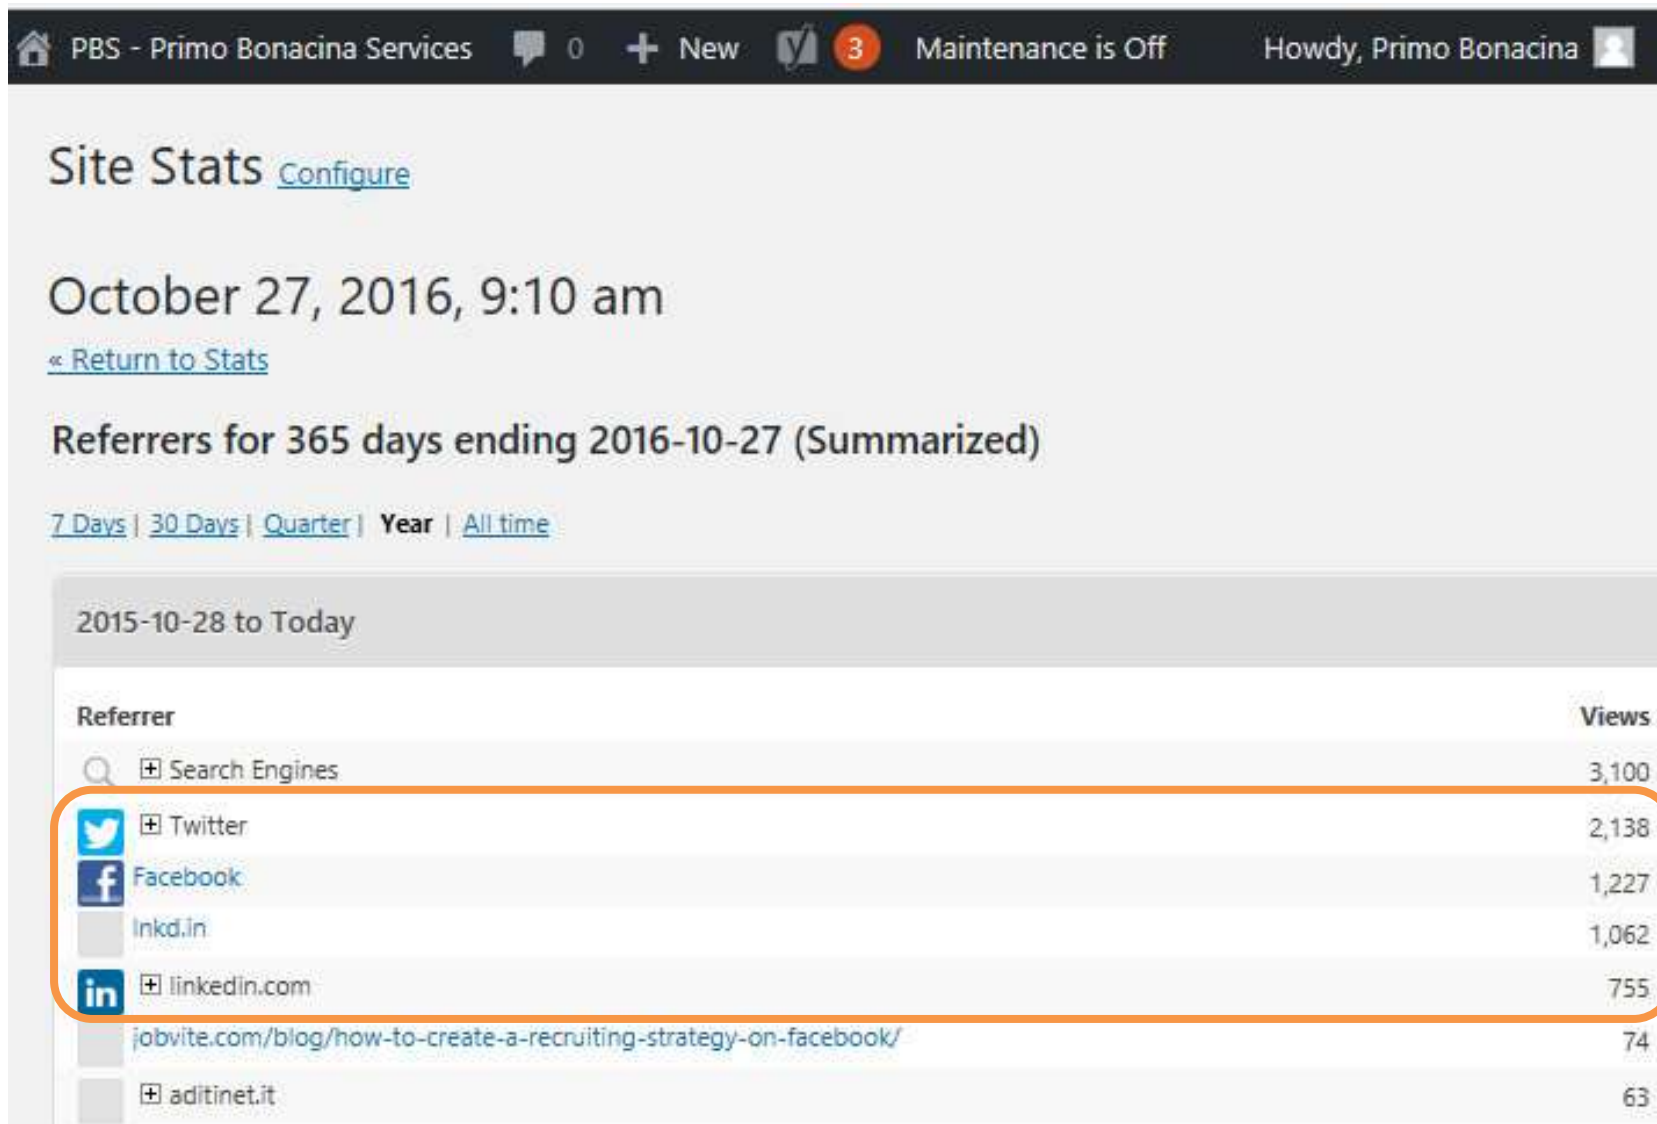 PBS - Primo Bonacina Services 0 + New 3 Maintenance is Off Howdy, Primo Bonacina
Site Stats Configure
October 27, 2016, 9:10 am
« Return to Stats
Referrers for 365 days ending 2016-10-27 (Summarized)
7 Days | 30 Days | Quarter | Year | All time
2015-10-28 to Today
Referrer Views
Search Engines 3,100
Twitter 2,138
Facebook 1,227
lnkd.in 1,062
in linkedin.com 755
jobvite.com/blog/how-to-create-a-recruiting-strategy-on-facebook/ 74
aditinet.it 63